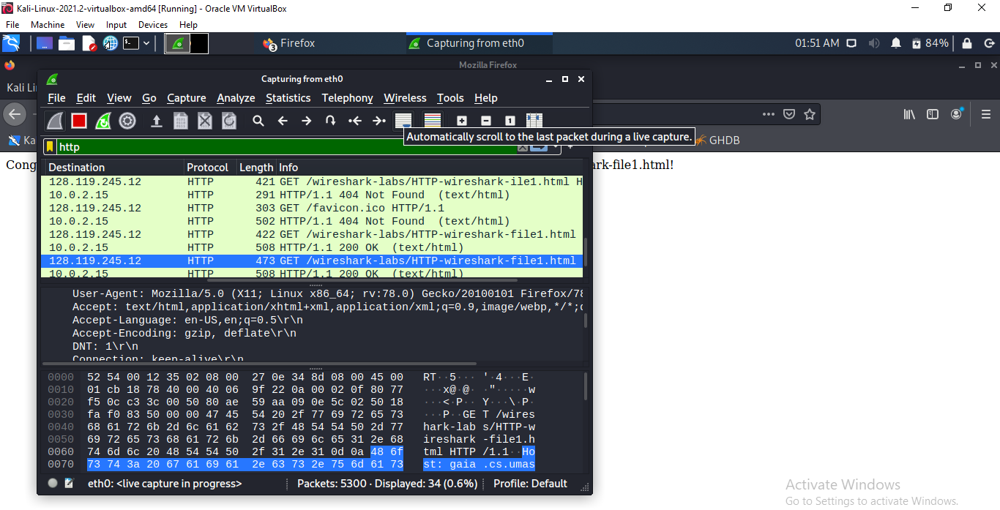 Kali-Linux-2021.2-virtualbox-amd64 [Running] - Oracle VM VirtualBox
File Machine View Input Devices Help
3 Firefox Capturing from eth0 01:51 AM 84%
Mozilla Firefox
Capturing from eth0
Kali Li
File Edit View Go Capture Analyze Statistics Telephony Wireless Tools Help
Automatically scroll to the last packet during a live capture.
Ka
http
GHDB
Cong
rk-file1.html!
Destination Protocol Length Info
128.119.245.12 HTTP 421 GET /wireshark-labs/HTTP-wireshark-ile1.html H
10.0.2.15 HTTP 291 HTTP/1.1 404 Not Found (text/html)
128.119.245.12 HTTP 303 GET /favicon.ico HTTP/1.1
10.0.2.15 HTTP 502 HTTP/1.1 404 Not Found (text/html)
128.119.245.12 HTTP 422 GET /wireshark-labs/HTTP-wireshark-file1.html
10.0.2.15 HTTP 508 HTTP/1.1 200 OK (text/html)
128.119.245.12 HTTP 473 GET /wireshark-labs/HTTP-wireshark-file1.html
10.0.2.15 HTTP 508 HTTP/1.1 200 OK (text/html)
User-Agent: Mozilla/5.0 (X11; Linux x86_64; rv:78.0) Gecko/20100101 Firefox/78
Accept: text/html,application/xhtml+xml,application/xml;q=0.9,image/webp,*/*;q
Accept-Language: en-US,en;q=0.5\r\n
Accept-Encoding: gzip, deflate\r\n
DNT: 1\r\n
Connection: keep-alive\r\n
0000 52 54 00 12 35 02 08 00 27 0e 34 8d 08 00 45 00 RT··5··· '·4···E·
0010 01 cb 18 78 40 00 40 06 9f 22 0a 00 02 0f 80 77 ···x@·@· ·"·····w
0020 f5 0c c3 3c 00 50 80 ae 59 aa 09 0e 5c 02 50 18 ···<·P·· Y···\·P·
0030 fa f0 83 50 00 00 47 45 54 20 2f 77 69 72 65 73 ···P··GE T /wires
0040 68 61 72 6b 2d 6c 61 62 73 2f 48 54 54 50 2d 77 hark-lab s/HTTP-w
0050 69 72 65 73 68 61 72 6b 2d 66 69 6c 65 31 2e 68 ireshark -file1.h
0060 74 6d 6c 20 48 54 54 50 2f 31 2e 31 0d 0a 48 6f tml HTTP /1.1··Ho
0070 73 74 3a 20 67 61 69 61 2e 63 73 2e 75 6d 61 73 st: gaia .cs.umas
eth0: <live capture in progress> Packets: 5300 · Displayed: 34 (0.6%) Profile: Default
Activate Windows
Go to Settings to activate Windows.